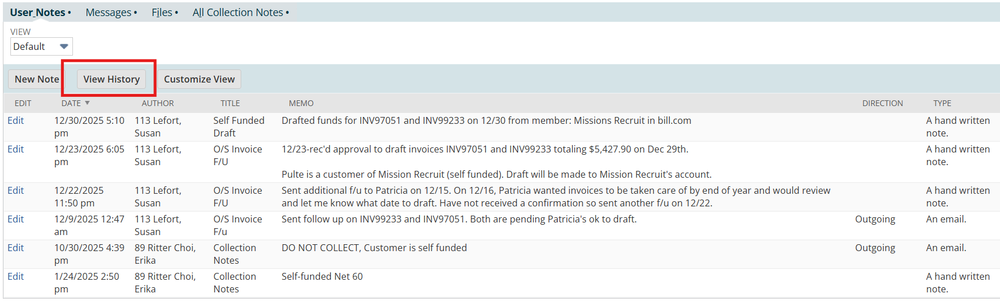 User Notes • Messages • Files • All Collection Notes •
VIEW
Default
New Note View History Customize View
EDIT DATE ▼ AUTHOR TITLE MEMO DIRECTION TYPE
Edit 12/30/2025 5:10 113 Lefort, Self Funded Drafted funds for INV97051 and INV99233 on 12/30 from member: Missions Recruit in bill.com A hand written
pm Susan Draft note.
Edit 12/23/2025 6:05 113 Lefort, O/S Invoice 12/23-rec'd approval to draft invoices INV97051 and INV99233 totaling $5,427.90 on Dec 29th. A hand written
pm Susan F/U note.
Pulte is a customer of Mission Recruit (self funded). Draft will be made to Mission Recruit's account.
Edit 12/22/2025 113 Lefort, O/S Invoice Sent additional f/u to Patricia on 12/15. On 12/16, Patricia wanted invoices to be taken care of by end of year and would review A hand written
11:50 pm Susan F/U and let me know what date to draft. Have not received a confirmation so sent another f/u on 12/22. note.
Edit 12/9/2025 12:47 113 Lefort, O/S Invoice Sent follow up on INV99233 and INV97051. Both are pending Patricia's ok to draft. Outgoing An email.
am Susan F/u
Edit 10/30/2025 4:39 89 Ritter Choi, Collection DO NOT COLLECT, Customer is self funded Outgoing An email.
pm Erika Notes
Edit 1/24/2025 2:50 89 Ritter Choi, Collection Self-funded Net 60 A hand written
pm Erika Notes note.